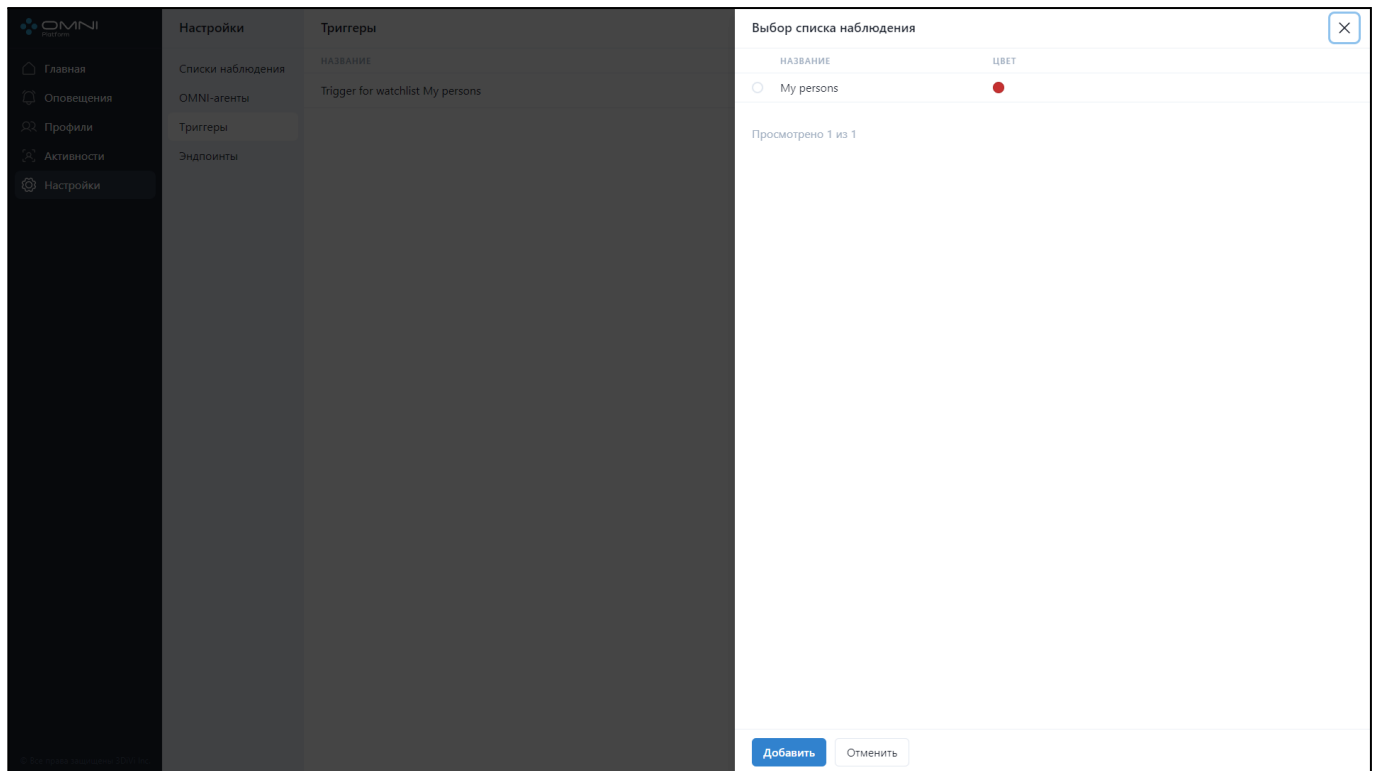 OMNI
Platform
Главная
Оповещения
Профили
Активности
Настройки
Настройки
Списки наблюдения
OMNI-агенты
Триггеры
Эндпоинты
Триггеры
НАЗВАНИЕ
Trigger for watchlist My persons
Выбор списка наблюдения
НАЗВАНИЕ ЦВЕТ
My persons
Просмотрено 1 из 1
Добавить Отменить